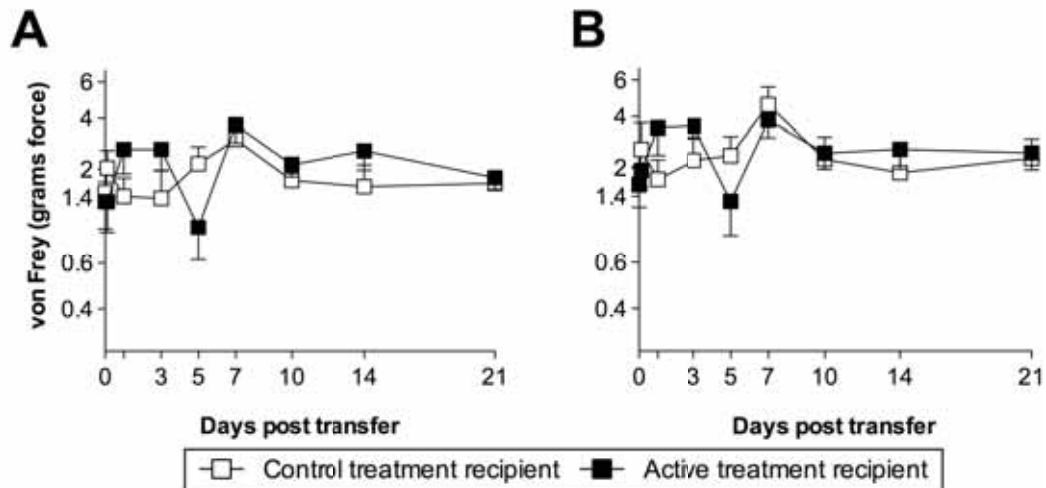 A
B
von Frey (grams force)
6
4
2
1.4
0.6
0.4
0 3 5 7 10 14 21
Days post transfer
6
4
2
1.4
0.6
0.4
0 3 5 7 10 14 21
Days post transfer
Control treatment recipient Active treatment recipient